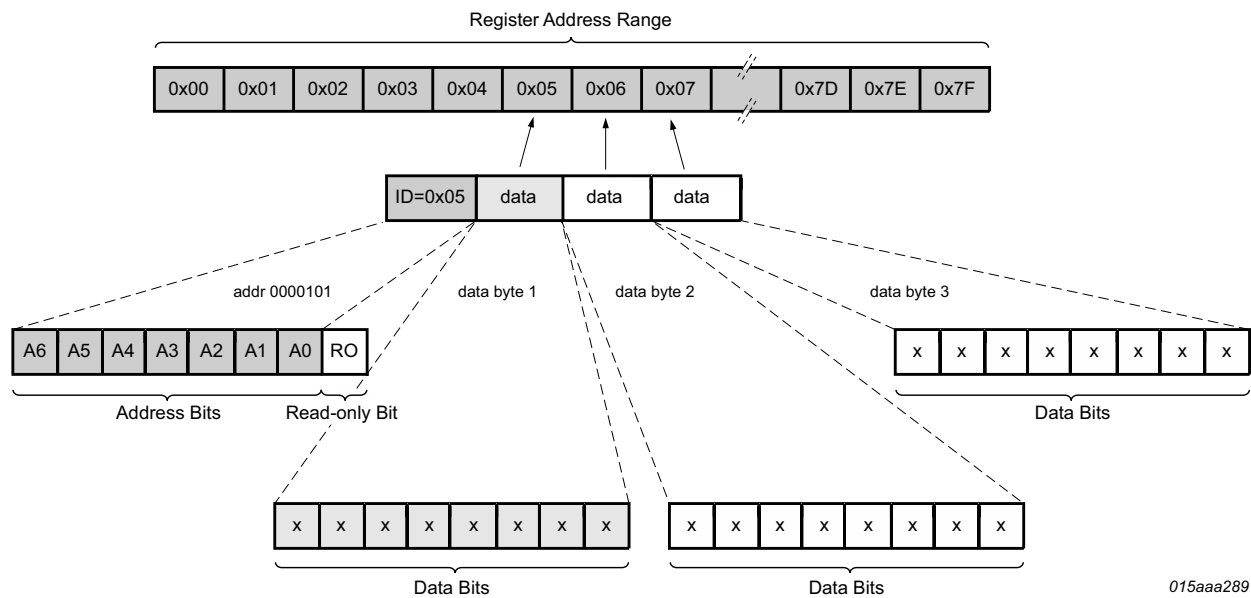 Register Address Range
0x00 0x01 0x02 0x03 0x04 0x05 0x06 0x07 0x7D 0x7E 0x7F
ID=0x05 data data data
addr 0000101 data byte 1 data byte 2 data byte 3
A6 A5 A4 A3 A2 A1 A0 RO x x x x x x x x
Address Bits Read-only Bit Data Bits
x x x x x x x x x x x x x x x x
Data Bits Data Bits
015aaa289